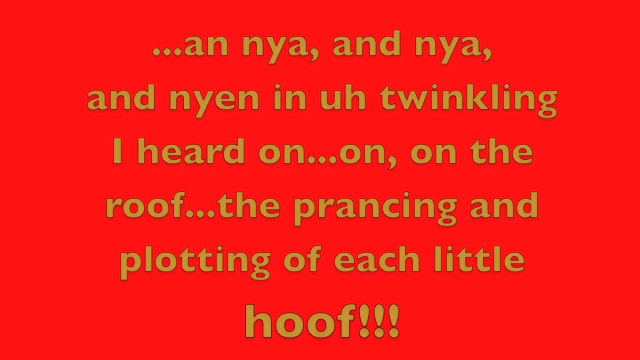 ...an nya, and nya,
and nyen in uh twinkling
I heard on...on, on the
roof...the prancing and
plotting of each little
hoof!!!